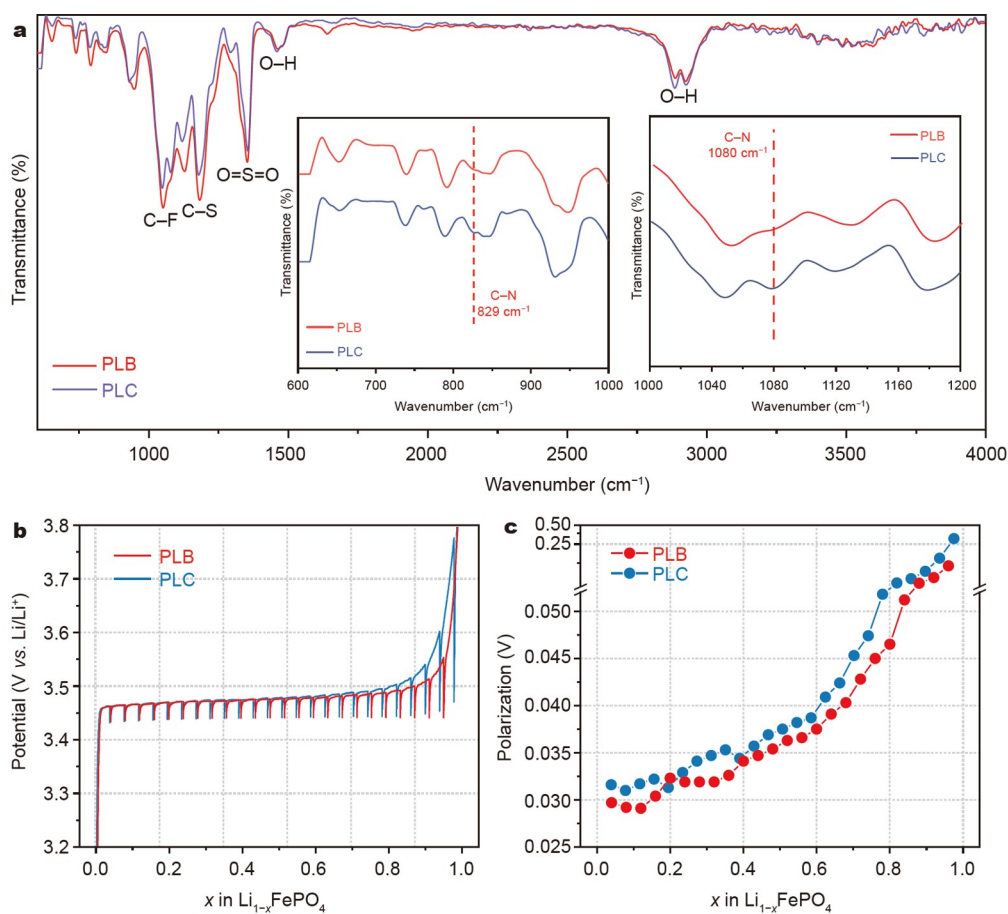 a
Transmittance (%)
O–H
O–H
O=S=O
C–F
C–S
PLB
PLC
500
1000
1500
2000
2500
3000
3500
4000
Wavenumber (cm⁻¹)
Transmittance (%)
C–N
829 cm⁻¹
PLB
PLC
600 700 800 900 1000
Wavenumber (cm⁻¹)
Transmittance (%)
C–N
1080 cm⁻¹
PLB
PLC
1000 1040 1080 1120 1160 1200
Wavenumber (cm⁻¹)
b
Potential (V vs. Li/Li⁺)
3.8
3.7
3.6
3.5
3.4
3.3
3.2
PLB
PLC
0.0 0.2 0.4 0.6 0.8 1.0
x in Li₁₋ₓFePO₄
c
Polarization (V)
0.50
0.25
0.050
0.045
0.040
0.035
0.030
0.025
PLB
PLC
0.0 0.2 0.4 0.6 0.8 1.0
x in Li₁₋ₓFePO₄